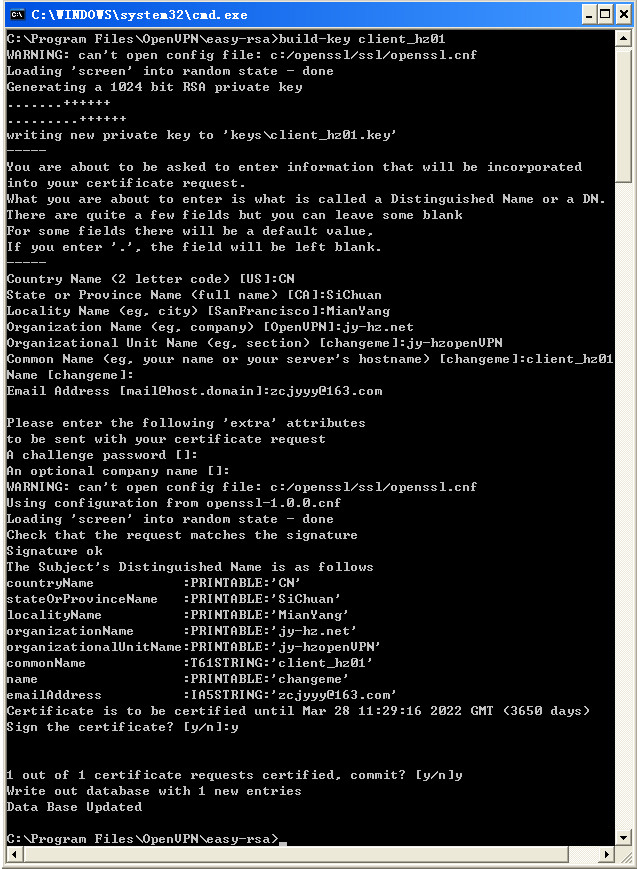 C:\WINDOWS\system32\cmd.exe
C:\Program Files\OpenVPN\easy-rsa>build-key client_hz01
WARNING: can't open config file: c:/openssl/ssl/openssl.cnf
Loading 'screen' into random state - done
Generating a 1024 bit RSA private key
.......++++++
.........++++++
writing new private key to 'keys\client_hz01.key'
-----
You are about to be asked to enter information that will be incorporated
into your certificate request.
What you are about to enter is what is called a Distinguished Name or a DN.
There are quite a few fields but you can leave some blank
For some fields there will be a default value,
If you enter '.', the field will be left blank.
-----
Country Name (2 letter code) [US]:CN
State or Province Name (full name) [CA]:SiChuan
Locality Name (eg, city) [SanFrancisco]:MianYang
Organization Name (eg, company) [OpenVPN]:jy-hz.net
Organizational Unit Name (eg, section) [changeme]:jy-hzopenVPN
Common Name (eg, your name or your server's hostname) [changeme]:client_hz01
Name [changeme]:
Email Address [mail@host.domain]:zcjyyy@163.com

Please enter the following 'extra' attributes
to be sent with your certificate request
A challenge password []:
An optional company name []:
WARNING: can't open config file: c:/openssl/ssl/openssl.cnf
Using configuration from openssl-1.0.0.cnf
Loading 'screen' into random state - done
Check that the request matches the signature
Signature ok
The Subject's Distinguished Name is as follows
countryName           :PRINTABLE:'CN'
stateOrProvinceName   :PRINTABLE:'SiChuan'
localityName          :PRINTABLE:'MianYang'
organizationName      :PRINTABLE:'jy-hz.net'
organizationalUnitName:PRINTABLE:'jy-hzopenVPN'
commonName            :T61STRING:'client_hz01'
name                  :PRINTABLE:'changeme'
emailAddress          :IA5STRING:'zcjyyy@163.com'
Certificate is to be certified until Mar 28 11:29:16 2022 GMT (3650 days)
Sign the certificate? [y/n]:y

1 out of 1 certificate requests certified, commit? [y/n]y
Write out database with 1 new entries
Data Base Updated

C:\Program Files\OpenVPN\easy-rsa>